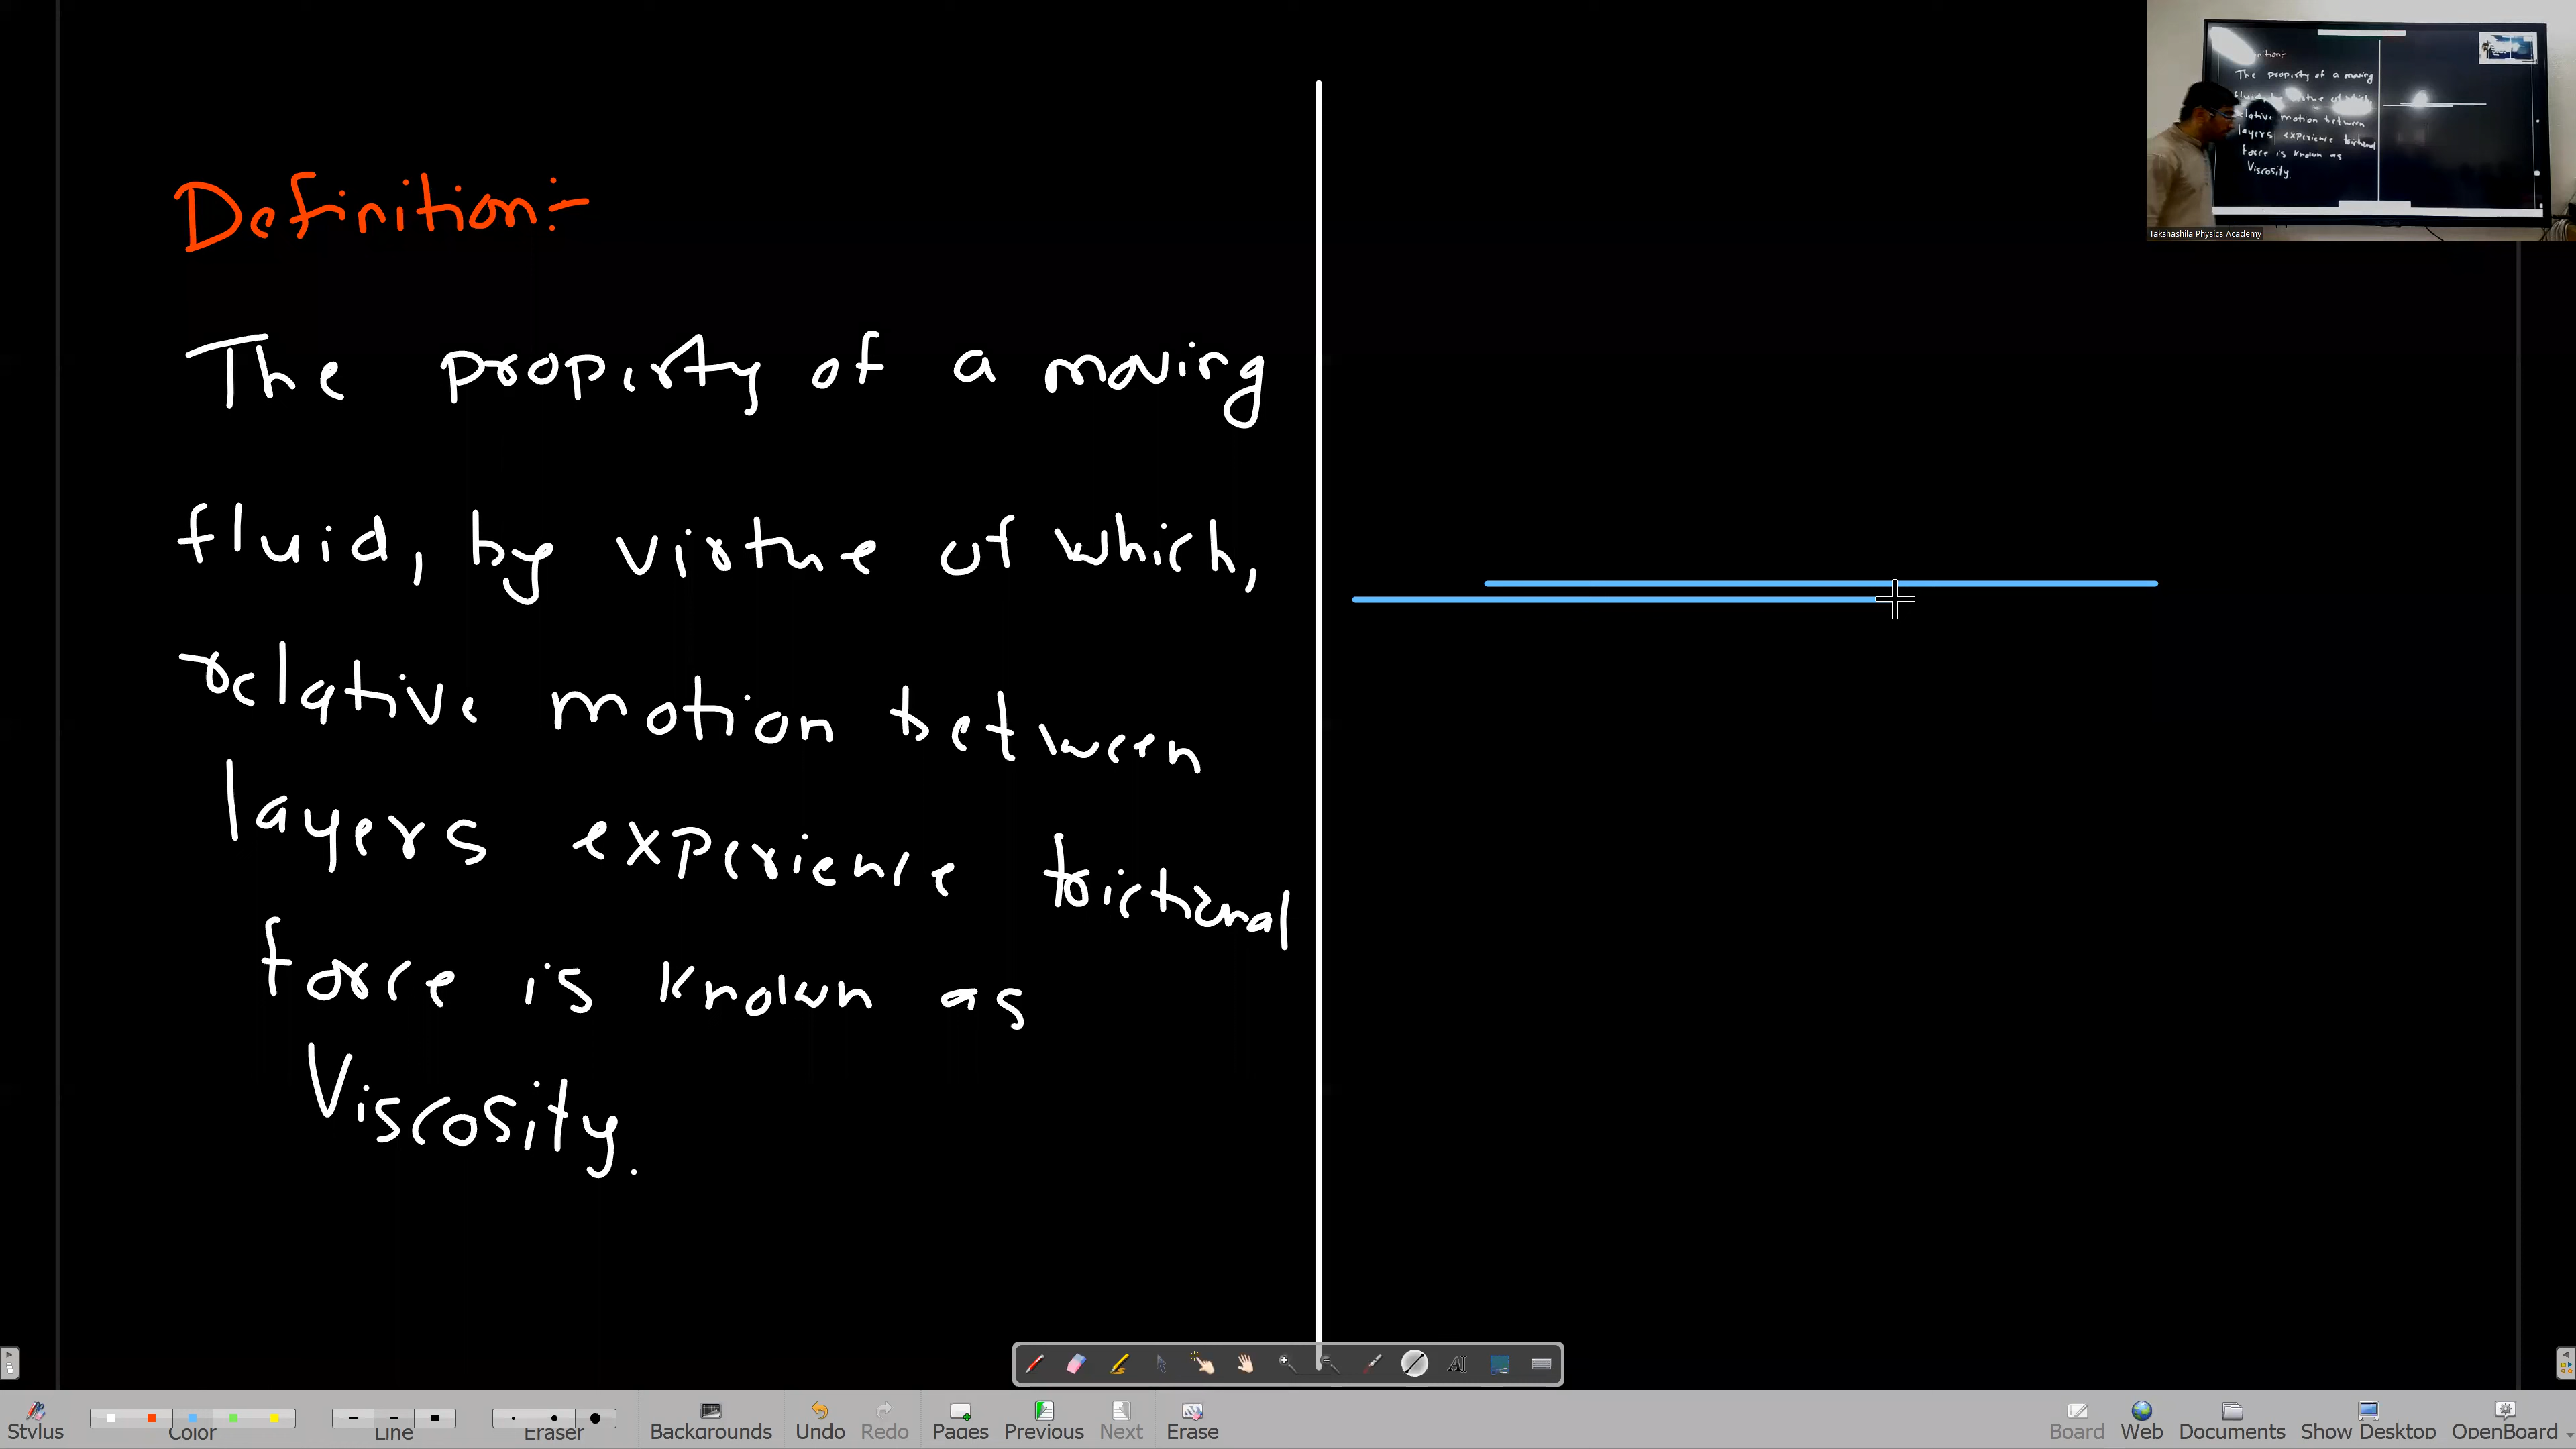 Definition:-
The property of a moving
fluid, by virtue of which,
relative motion between
layers experience frictional
force is known as
Viscosity.
Takshashila Physics Academy
Stylus
Color
Line
Eraser
Backgrounds
Undo
Redo
Pages
Previous
Next
Erase
Board
Web
Documents
Show Desktop
OpenBoard